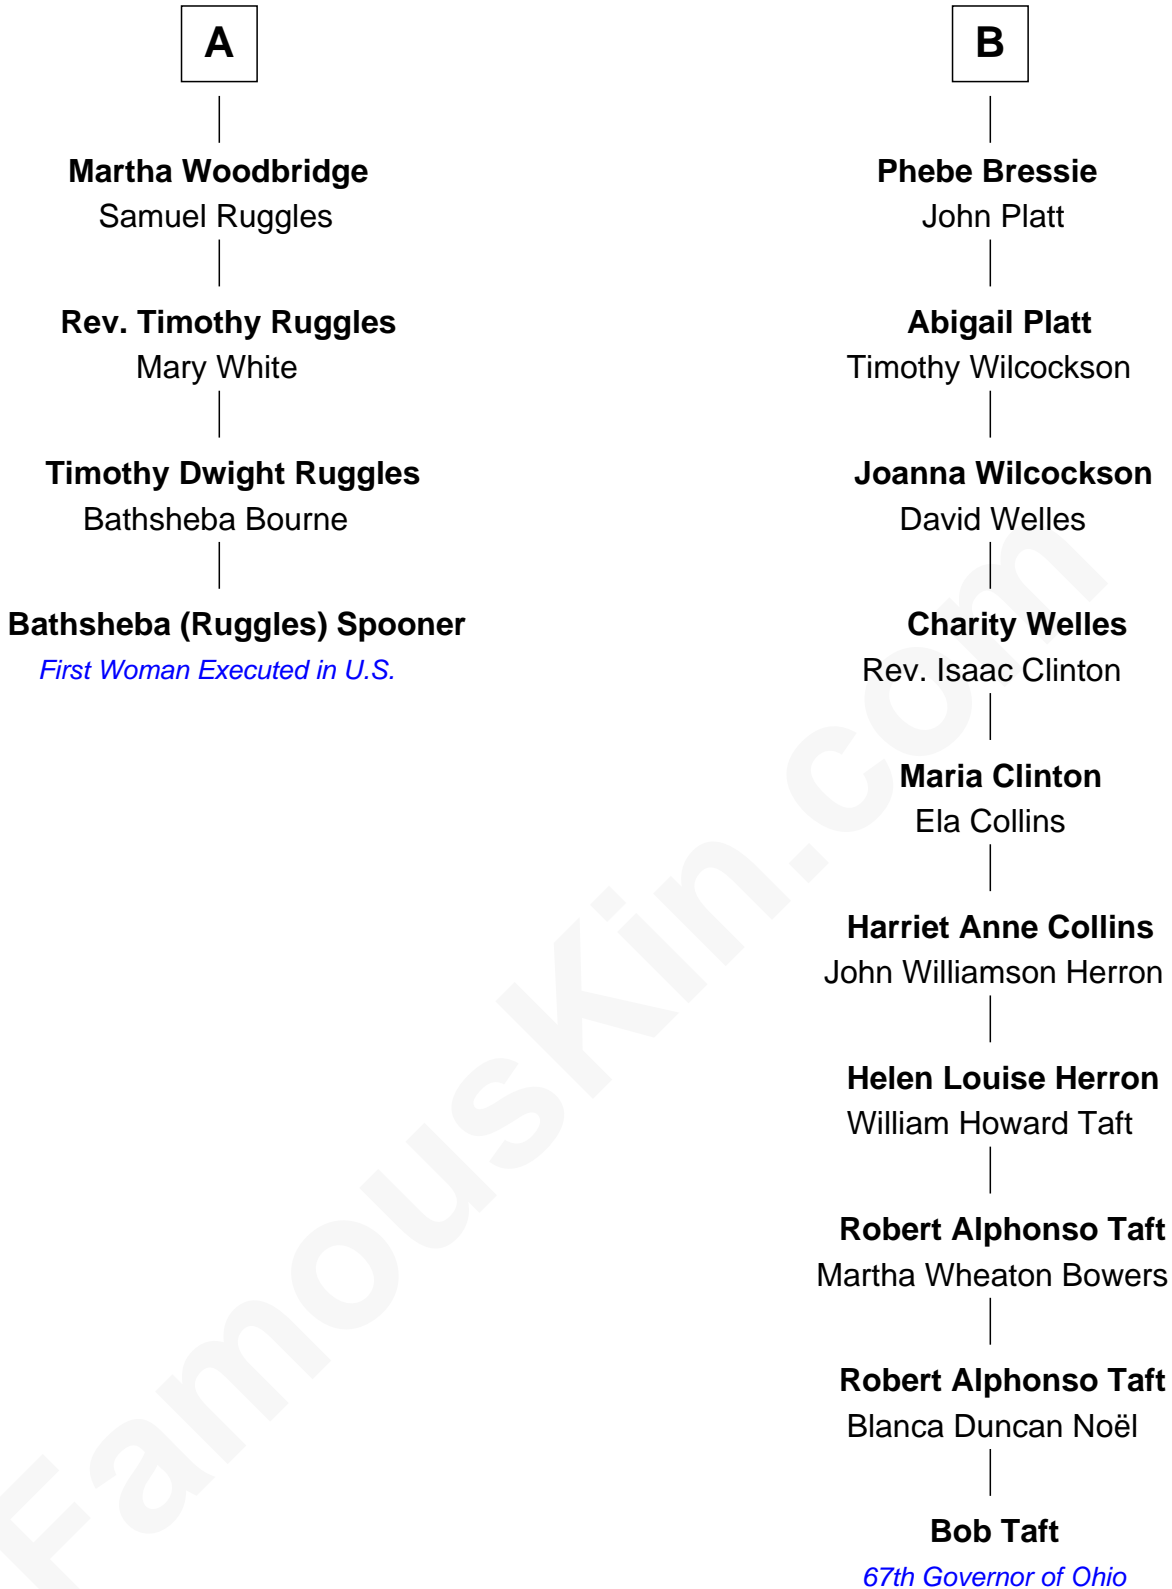 A
Martha Woodbridge
Samuel Ruggles
Rev. Timothy Ruggles
Mary White
Timothy Dwight Ruggles
Bathsheba Bourne
Bathsheba (Ruggles) Spooner
First Woman Executed in U.S.
B
Phebe Bressie
John Platt
Abigail Platt
Timothy Wilcockson
Joanna Wilcockson
David Welles
Charity Welles
Rev. Isaac Clinton
Maria Clinton
Ela Collins
Harriet Anne Collins
John Williamson Herron
Helen Louise Herron
William Howard Taft
Robert Alphonso Taft
Martha Wheaton Bowers
Robert Alphonso Taft
Blanca Duncan Noël
Bob Taft
67th Governor of Ohio
FamousKin.com